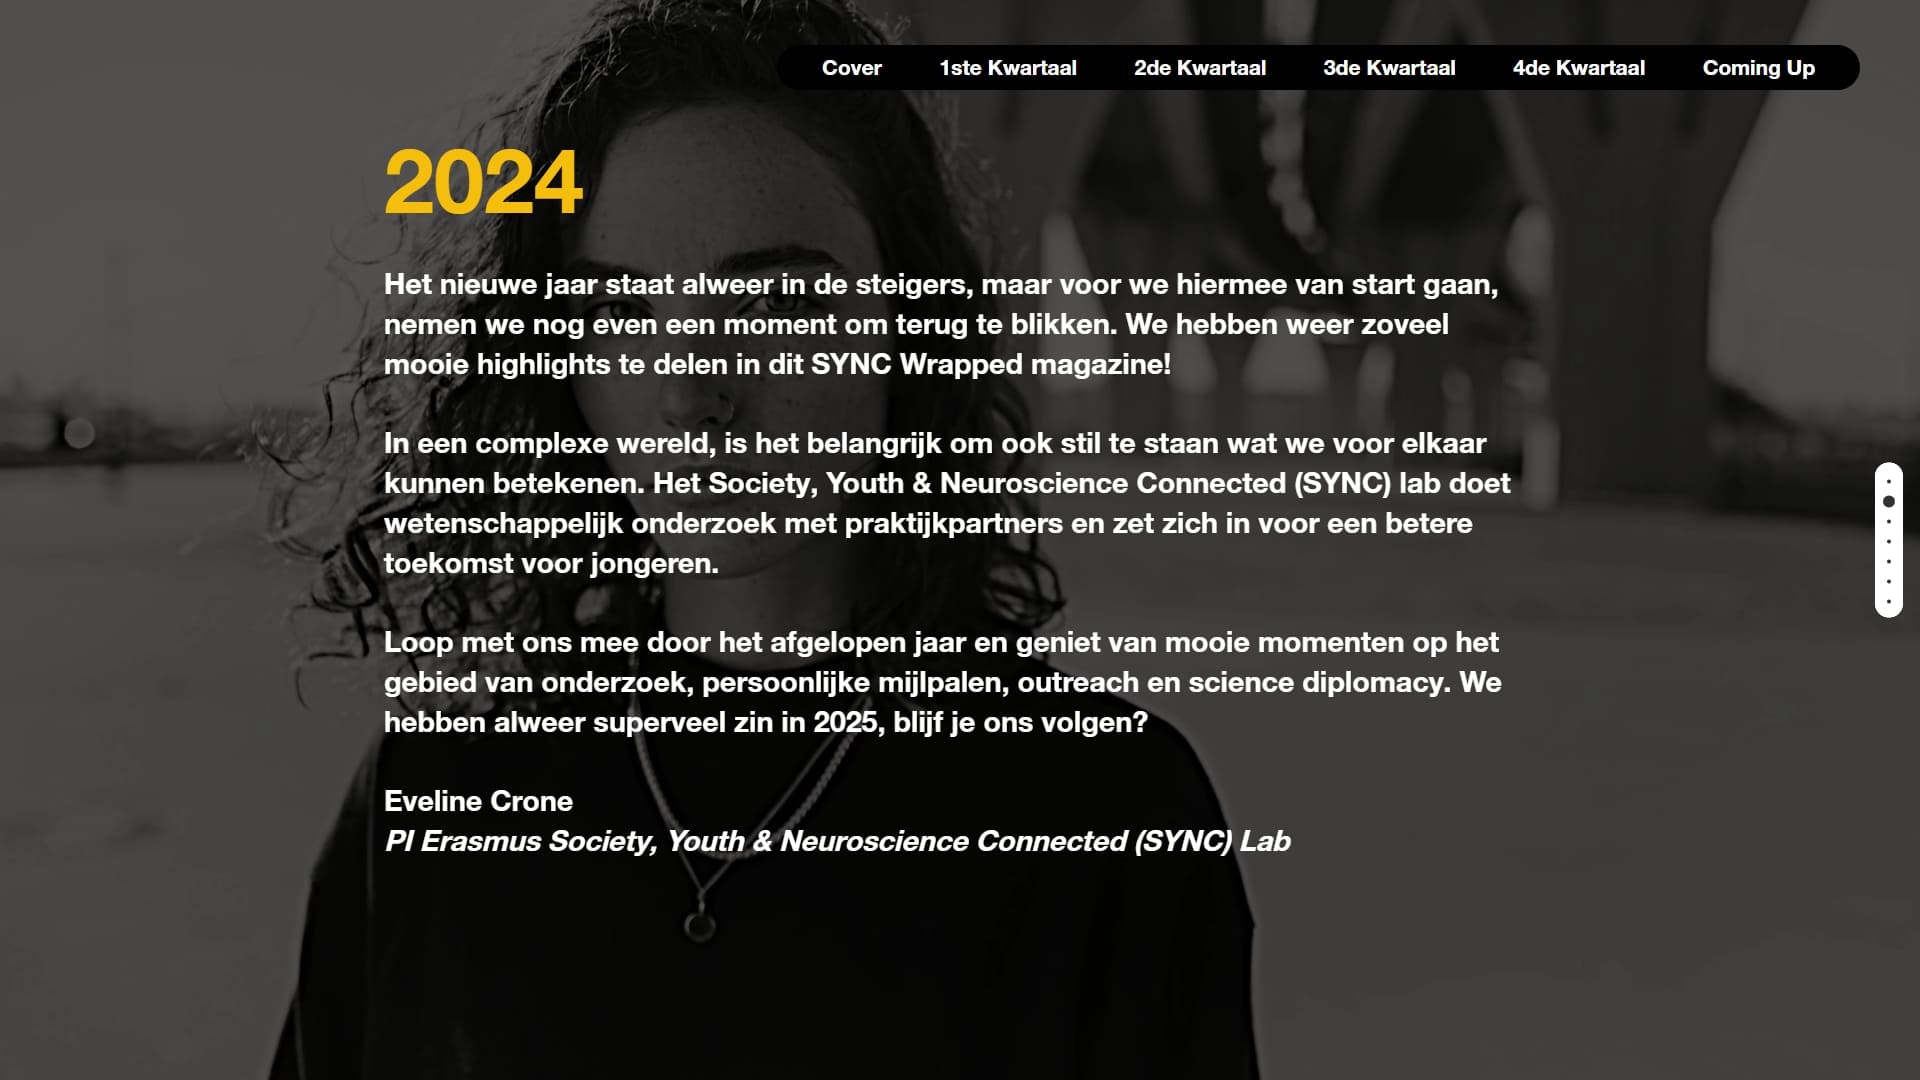 Cover
1ste Kwartaal
2de Kwartaal
3de Kwartaal
4de Kwartaal
Coming Up
2024
Het nieuwe jaar staat alweer in de steigers, maar voor we hiermee van start gaan,
nemen we nog even een moment om terug te blikken. We hebben weer zoveel
mooie highlights te delen in dit SYNC Wrapped magazine!
In een complexe wereld, is het belangrijk om ook stil te staan wat we voor elkaar
kunnen betekenen. Het Society, Youth & Neuroscience Connected (SYNC) lab doet
wetenschappelijk onderzoek met praktijkpartners en zet zich in voor een betere
toekomst voor jongeren.
Loop met ons mee door het afgelopen jaar en geniet van mooie momenten op het
gebied van onderzoek, persoonlijke mijlpalen, outreach en science diplomacy. We
hebben alweer superveel zin in 2025, blijf je ons volgen?
Eveline Crone
PI Erasmus Society, Youth & Neuroscience Connected (SYNC) Lab